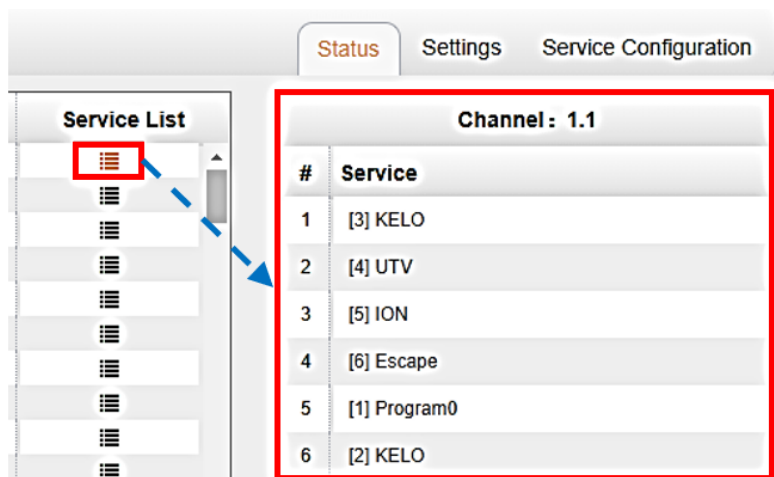 Status Settings Service Configuration
Service List
Channel：1.1
# Service
1 [3] KELO
2 [4] UTV
3 [5] ION
4 [6] Escape
5 [1] Program0
6 [2] KELO